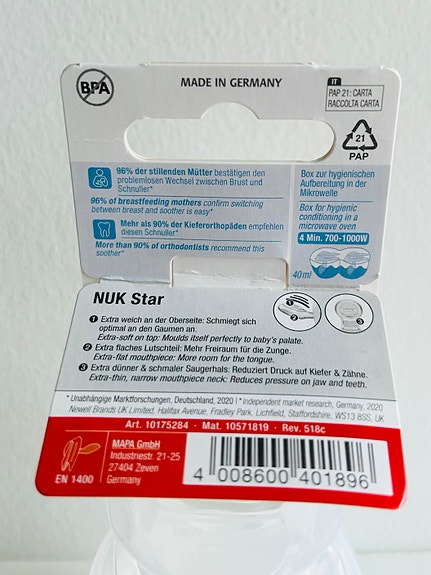 BPA
MADE IN GERMANY
IT
PAP 21: CARTA
RACCOLTA CARTA
21
PAP
96% der stillenden Mütter bestätigen den
problemlosen Wechsel zwischen Brust und
Schnuller*
96% of breastfeeding mothers confirm switching
between breast and soother is easy*
Mehr als 90% der Kieferorthopäden empfehlen
diesen Schnuller*
More than 90% of orthodontists recommend this
soother*
Box zur hygienischen
Aufbereitung in der
Mikrowelle
Box for hygienic
conditioning in a
microwave oven
4 Min. 700-1000W
40ml
NUK Star
1 Extra weich an der Oberseite: Schmiegt sich
optimal an den Gaumen an.
Extra-soft on top: Moulds itself perfectly to baby's palate.
2 Extra flaches Lutschteil: Mehr Freiraum für die Zunge.
Extra-flat mouthpiece: More room for the tongue.
3 Extra dünner & schmaler Saugerhals: Reduziert Druck auf Kiefer & Zähne.
Extra-thin, narrow mouthpiece neck: Reduces pressure on jaw and teeth.
1
2
3
* Unabhängige Marktforschungen, Deutschland, 2020 | * Independent market research, Germany, 2020
Newell Brands UK Limited, Halifax Avenue, Fradley Park, Lichfield, Staffordshire, WS13 8SS, UK
Art. 10175284 - Mat. 10571819 - Rev. 518c
EN 1400
MAPA GmbH
Industriestr. 21-25
27404 Zeven
Germany
4 008600 401896